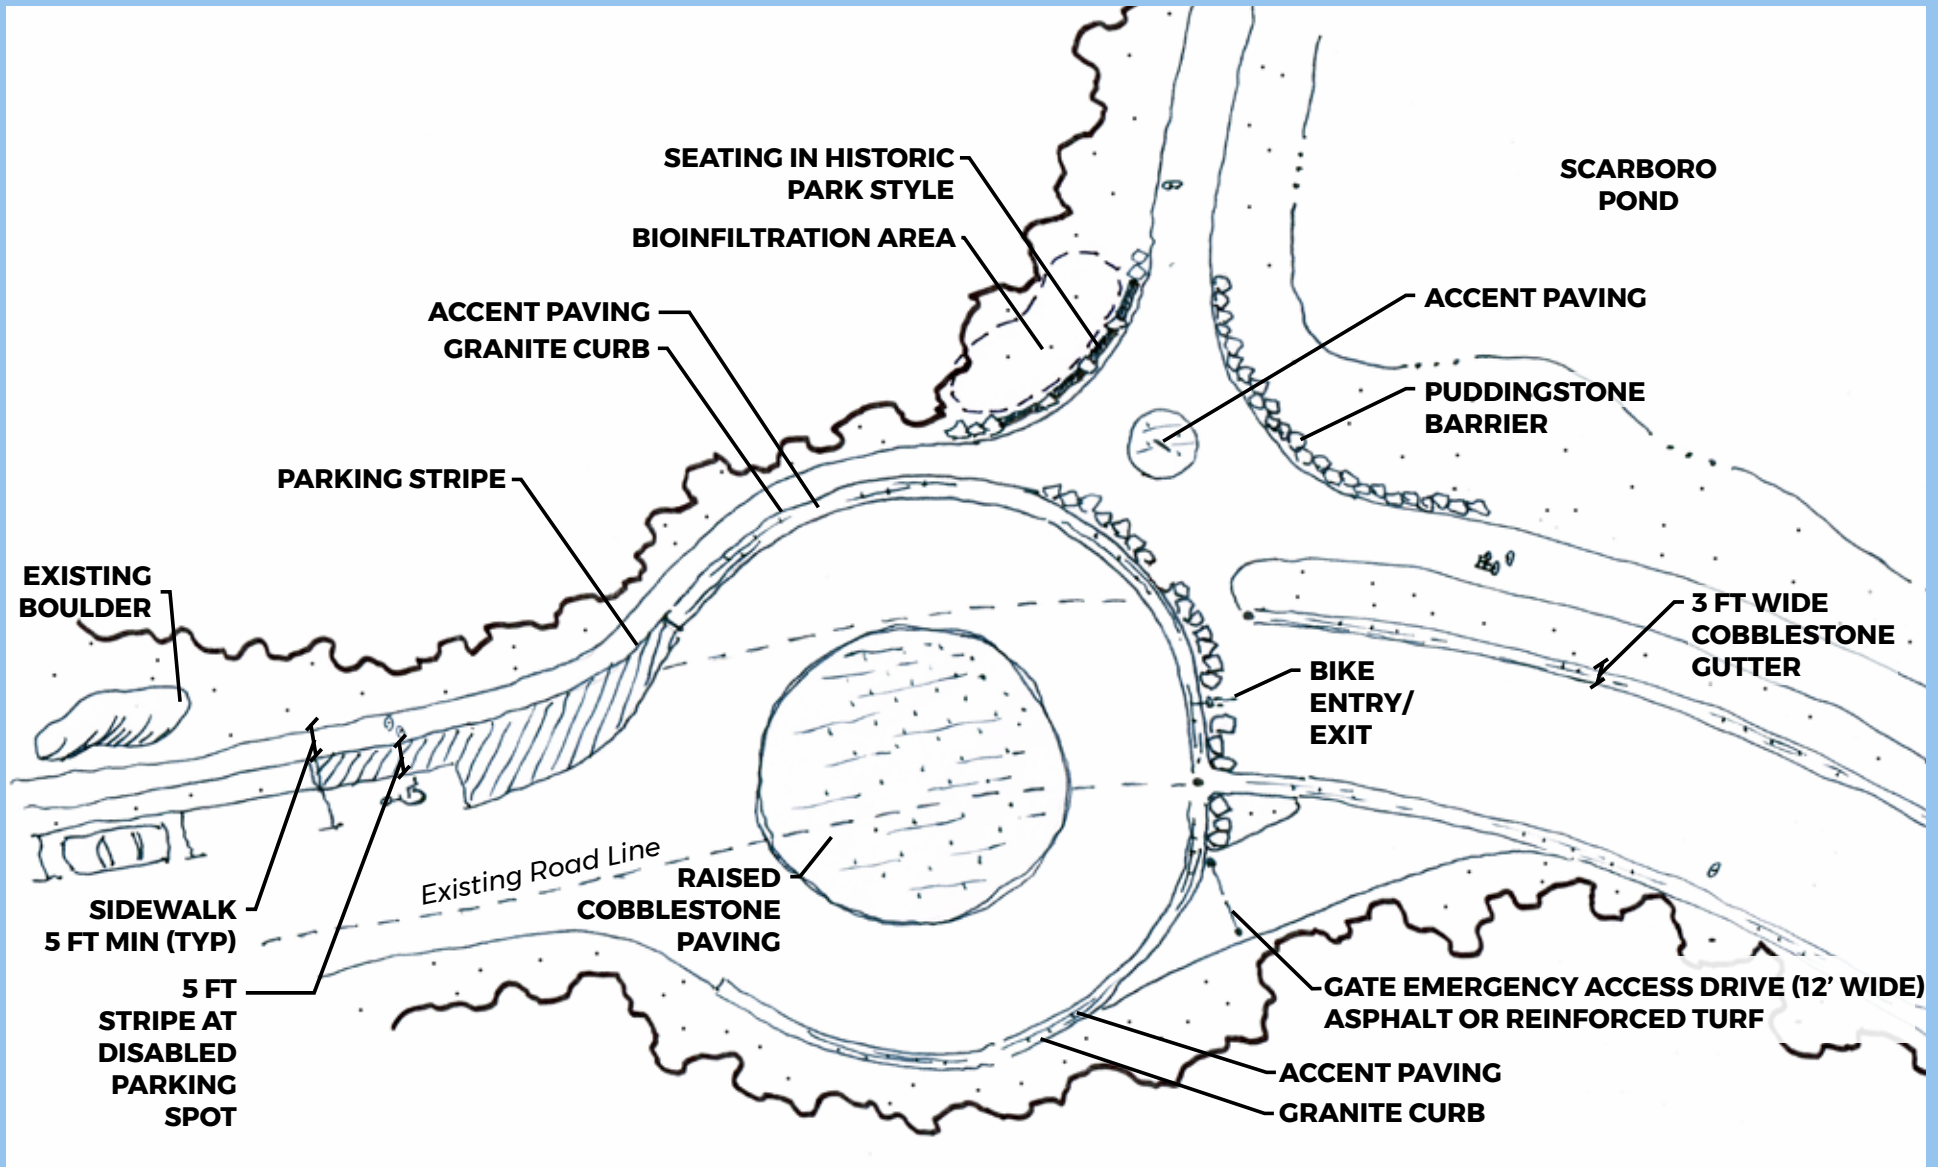 SEATING IN HISTORIC
PARK STYLE
SCARBORO
POND
BIOINFILTRATION AREA
ACCENT PAVING
ACCENT PAVING
GRANITE CURB
PUDDINGSTONE
BARRIER
PARKING STRIPE
EXISTING
BOULDER
3 FT WIDE
COBBLESTONE
GUTTER
BIKE
ENTRY/
EXIT
Existing Road Line
RAISED
COBBLESTONE
PAVING
SIDEWALK
5 FT MIN (TYP)
5 FT
STRIPE AT
DISABLED
PARKING
SPOT
GATE EMERGENCY ACCESS DRIVE (12’ WIDE)
ASPHALT OR REINFORCED TURF
ACCENT PAVING
GRANITE CURB